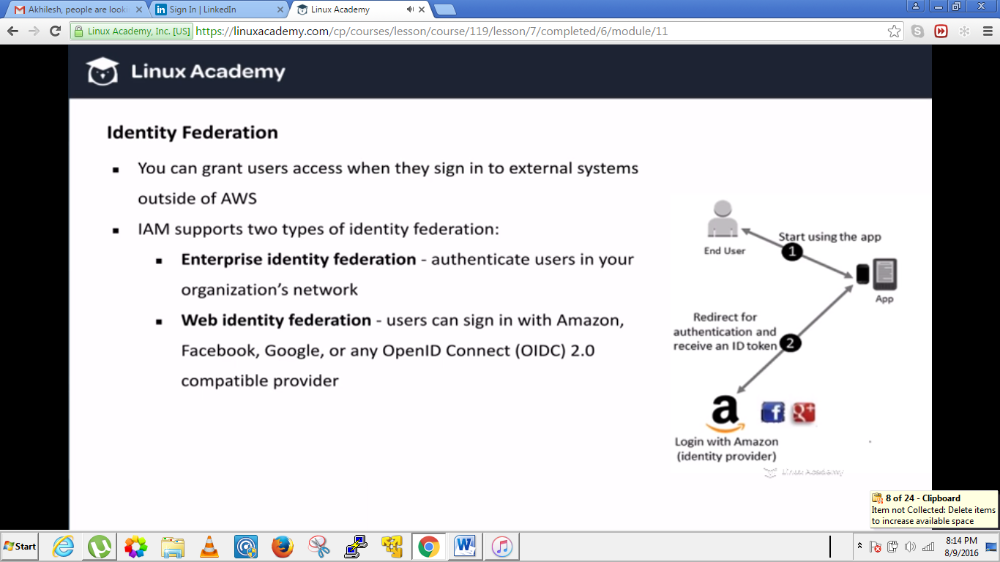 Akhilesh, people are looki
Sign In | LinkedIn
Linux Academy
Linux Academy, Inc. [US]
https://linuxacademy.com/cp/courses/lesson/course/119/lesson/7/completed/6/module/11
Linux Academy
Identity Federation
You can grant users access when they sign in to external systems
outside of AWS
IAM supports two types of identity federation:
Enterprise identity federation - authenticate users in your
organization's network
Web identity federation - users can sign in with Amazon,
Facebook, Google, or any OpenID Connect (OIDC) 2.0
compatible provider
End User
Start using the app
1
App
Redirect for
authentication and
receive an ID token
2
a
f
g+
Login with Amazon
(identity provider)
Linux Academy
8 of 24 - Clipboard
Item not Collected: Delete items
to increase available space
Start
8:14 PM
8/9/2016